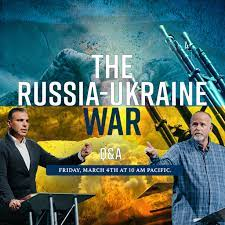 THE
RUSSIA-UKRAINE
WAR
Q&A
FRIDAY, MARCH 4TH AT 10 AM PACIFIC.